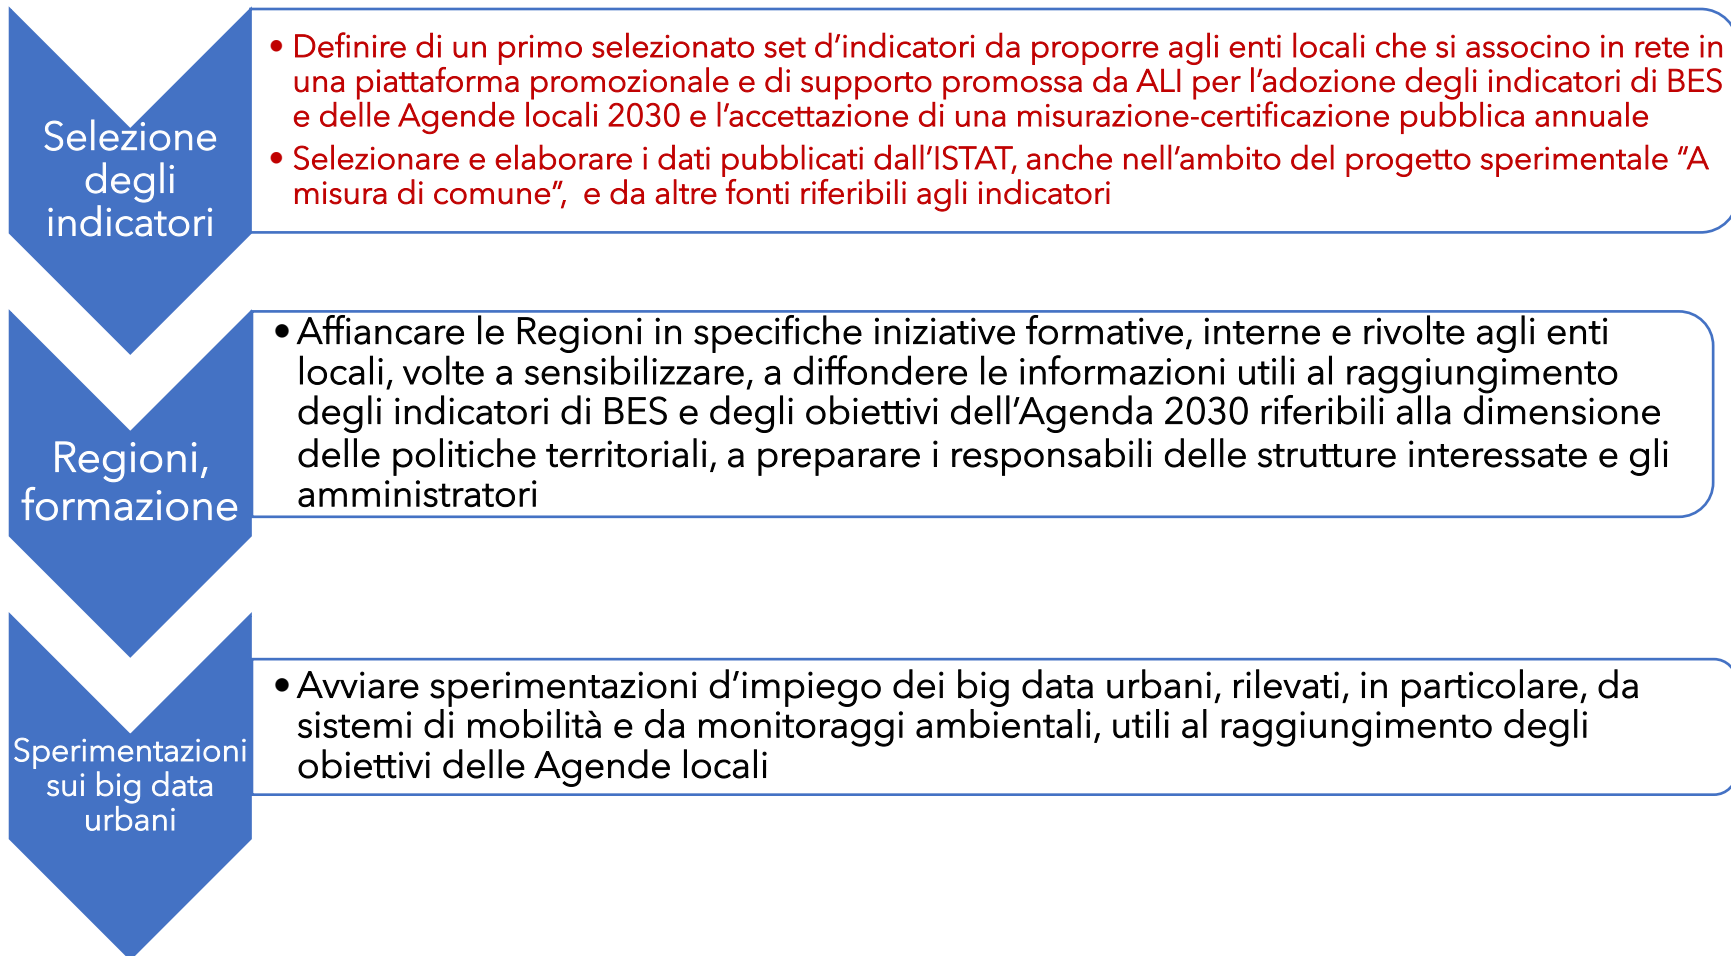 Selezione
degli
indicatori
• Definire di un primo selezionato set d’indicatori da proporre agli enti locali che si associno in rete in
una piattaforma promozionale e di supporto promossa da ALI per l’adozione degli indicatori di BES
e delle Agende locali 2030 e l’accettazione di una misurazione-certificazione pubblica annuale
• Selezionare e elaborare i dati pubblicati dall’ISTAT, anche nell’ambito del progetto sperimentale “A
misura di comune”, e da altre fonti riferibili agli indicatori
Regioni,
formazione
• Affiancare le Regioni in specifiche iniziative formative, interne e rivolte agli enti
locali, volte a sensibilizzare, a diffondere le informazioni utili al raggiungimento
degli indicatori di BES e degli obiettivi dell’Agenda 2030 riferibili alla dimensione
delle politiche territoriali, a preparare i responsabili delle strutture interessate e gli
amministratori
Sperimentazioni
sui big data
urbani
• Avviare sperimentazioni d’impiego dei big data urbani, rilevati, in particolare, da
sistemi di mobilità e da monitoraggi ambientali, utili al raggiungimento degli
obiettivi delle Agende locali